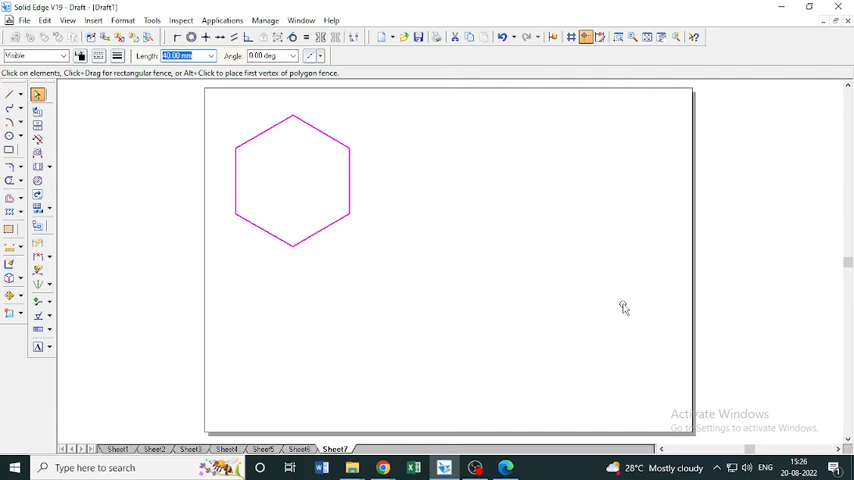 Solid Edge V19 - Draft - [Draft1]
File Edit View Insert Format Tools Inspect Applications Manage Window Help
Visible Length: 40.00 mm Angle: 0.00 deg
Click on elements, Click+Drag for rectangular fence, or Alt+Click to place first vertex of polygon fence.
Activate Windows
Go to Settings to activate Windows.
Sheet1 Sheet2 Sheet3 Sheet4 Sheet5 Sheet6 Sheet7
Type here to search 28°C Mostly cloudy ENG 15:26
20-08-2022